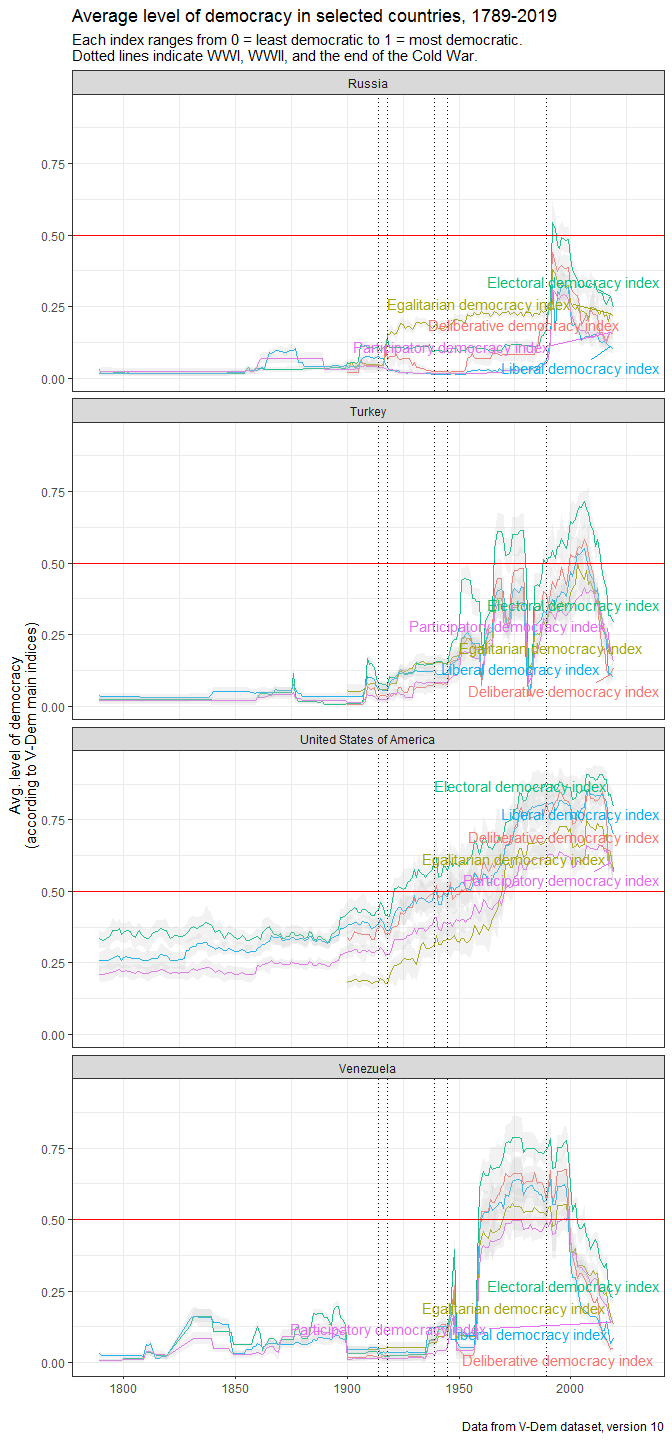 Average level of democracy in selected countries, 1789-2019
Each index ranges from 0 = least democratic to 1 = most democratic.
Dotted lines indicate WWI, WWII, and the end of the Cold War.
Avg. level of democracy
(according to V-Dem main indices)
Russia
0.75
0.50
0.25
0.00
Electoral democracy index
Egalitarian democracy index
Deliberative democracy index
Participatory democracy index
Liberal democracy index
Turkey
0.75
0.50
0.25
0.00
Electoral democracy index
Participatory democracy index
Egalitarian democracy index
Liberal democracy index
Deliberative democracy index
United States of America
0.75
0.50
0.25
0.00
Electoral democracy index
Liberal democracy index
Deliberative democracy index
Egalitarian democracy index
Participatory democracy index
Venezuela
0.75
0.50
0.25
0.00
Electoral democracy index
Egalitarian democracy index
Participatory democracy index
Liberal democracy index
Deliberative democracy index
1800 1850 1900 1950 2000
Data from V-Dem dataset, version 10